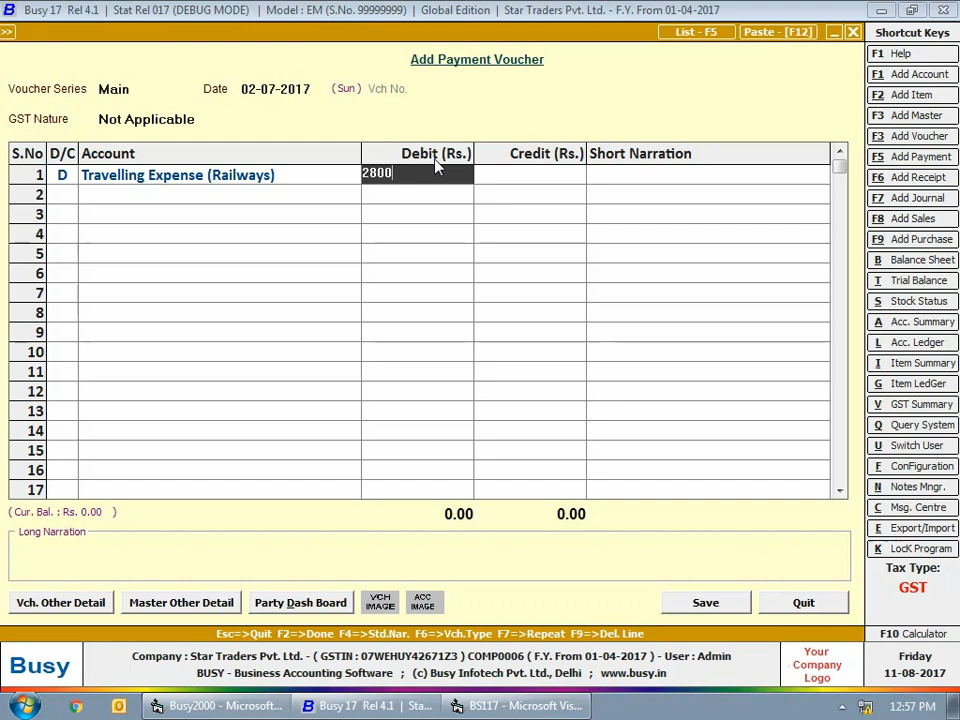 Busy 17 Rel 4.1 | Stat Rel 017 (DEBUG MODE) | Model : EM (S.No. 99999999) | Global Edition | Star Traders Pvt. Ltd. - F.Y. From 01-04-2017
>> List - F5 Paste - [F12] Shortcut Keys
Add Payment Voucher
Voucher Series Main Date 02-07-2017 (Sun) Vch No.
GST Nature Not Applicable
S.No D/C Account Debit (Rs.) Credit (Rs.) Short Narration
1 D Travelling Expense (Railways) 2800
2
3
4
5
6
7
8
9
10
11
12
13
14
15
16
17
( Cur. Bal. : Rs. 0.00 ) 0.00 0.00
Long Narration
Vch. Other Detail Master Other Detail Party Dash Board VCH IMAGE ACC IMAGE Save Quit
Esc=>Quit F2=>Done F4=>Std.Nar. F6=>Vch.Type F7=>Repeat F9=>Del. Line
F1 Help
F1 Add Account
F2 Add Item
F3 Add Master
F3 Add Voucher
F5 Add Payment
F6 Add Receipt
F7 Add Journal
F8 Add Sales
F9 Add Purchase
B Balance Sheet
T Trial Balance
S Stock Status
A Acc. Summary
L Acc. Ledger
I Item Summary
G Item LedGer
V GST Summary
Q Query System
U Switch User
F ConFiguration
N Notes Mngr.
C Msg. Centre
E Export/Import
K LocK Program
Tax Type:
GST
F10 Calculator
Busy
Company : Star Traders Pvt. Ltd. - ( GSTIN : 07WEHUY42671Z3 ) COMP0006 ( F.Y. From 01-04-2017 ) - User : Admin
BUSY - Business Accounting Software ; (c) Busy Infotech Pvt. Ltd., Delhi ; www.busy.in
Your
Company
Logo
Friday
11-08-2017
Busy2000 - Microsoft... Busy 17 Rel 4.1 | Sta... BS117 - Microsoft Vis... 12:57 PM